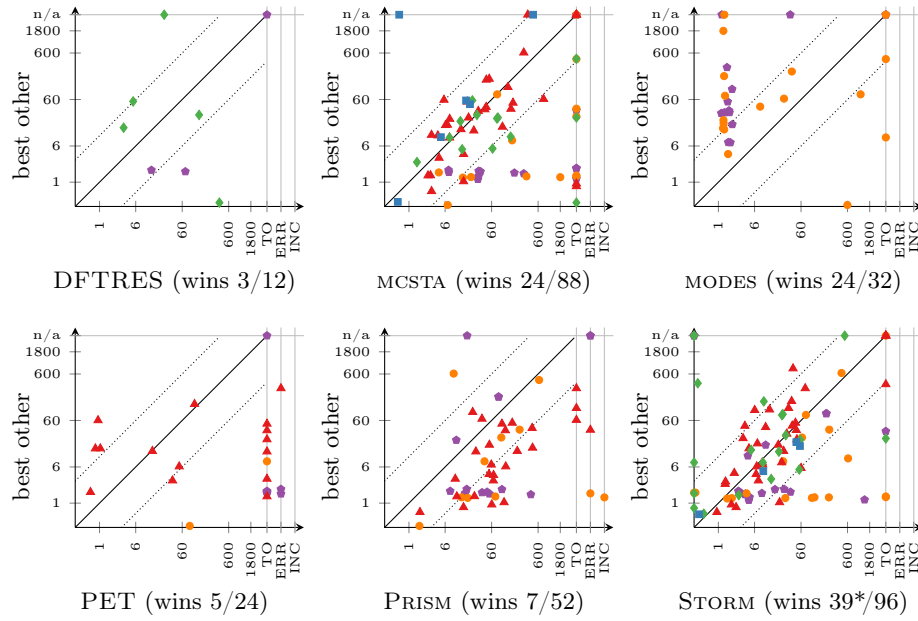 n/a
1800
600
60
6
1
best other
1
6
60
600
1800
TO
ERR
INC
DFTRES (wins 3/12)
n/a
1800
600
60
6
1
best other
1
6
60
600
1800
TO
ERR
INC
MCSTA (wins 24/88)
n/a
1800
600
60
6
1
best other
1
6
60
600
1800
TO
ERR
INC
MODES (wins 24/32)
n/a
1800
600
60
6
1
best other
1
6
60
600
1800
TO
ERR
INC
PET (wins 5/24)
n/a
1800
600
60
6
1
best other
1
6
60
600
1800
TO
ERR
INC
PRISM (wins 7/52)
n/a
1800
600
60
6
1
best other
1
6
60
600
1800
TO
ERR
INC
STORM (wins 39*/96)